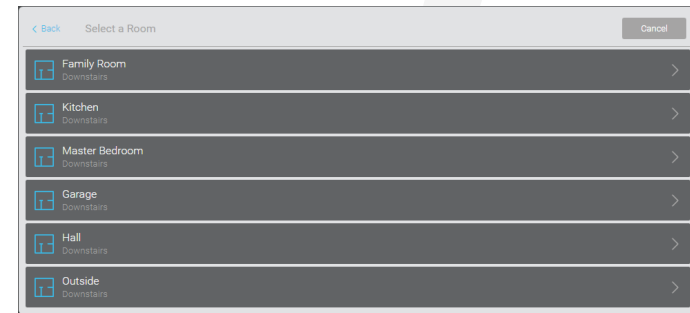 Back Select a Room Cancel
Family Room
Downstairs
Kitchen
Downstairs
Master Bedroom
Downstairs
Garage
Downstairs
Hall
Downstairs
Outside
Downstairs